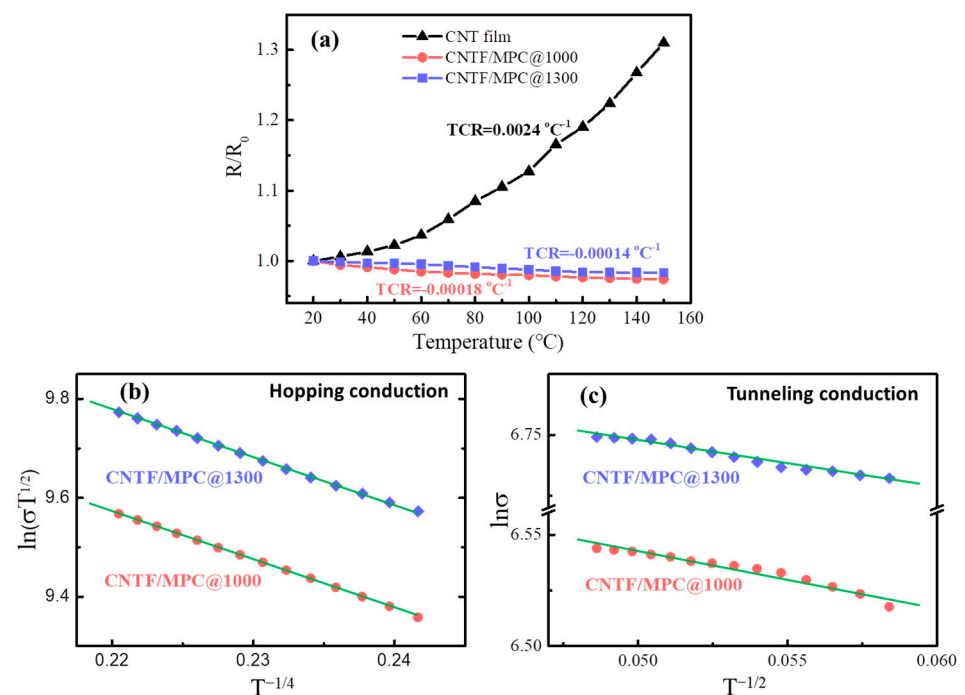 (a)
CNT film
CNTF/MPC@1000
CNTF/MPC@1300
1.3
1.2
1.1
1.0
R/R0
TCR=0.0024 °C-1
TCR=-0.00014 °C-1
TCR=-0.00018 °C-1
20 40 60 80 100 120 140 160
Temperature (°C)
(b) Hopping conduction
9.8
9.6
9.4
ln(σT1/2)
CNTF/MPC@1300
CNTF/MPC@1000
0.22 0.23 0.24
T−1/4
(c) Tunneling conduction
6.75
6.55
6.50
lnσ
CNTF/MPC@1300
CNTF/MPC@1000
0.050 0.055 0.060
T−1/2